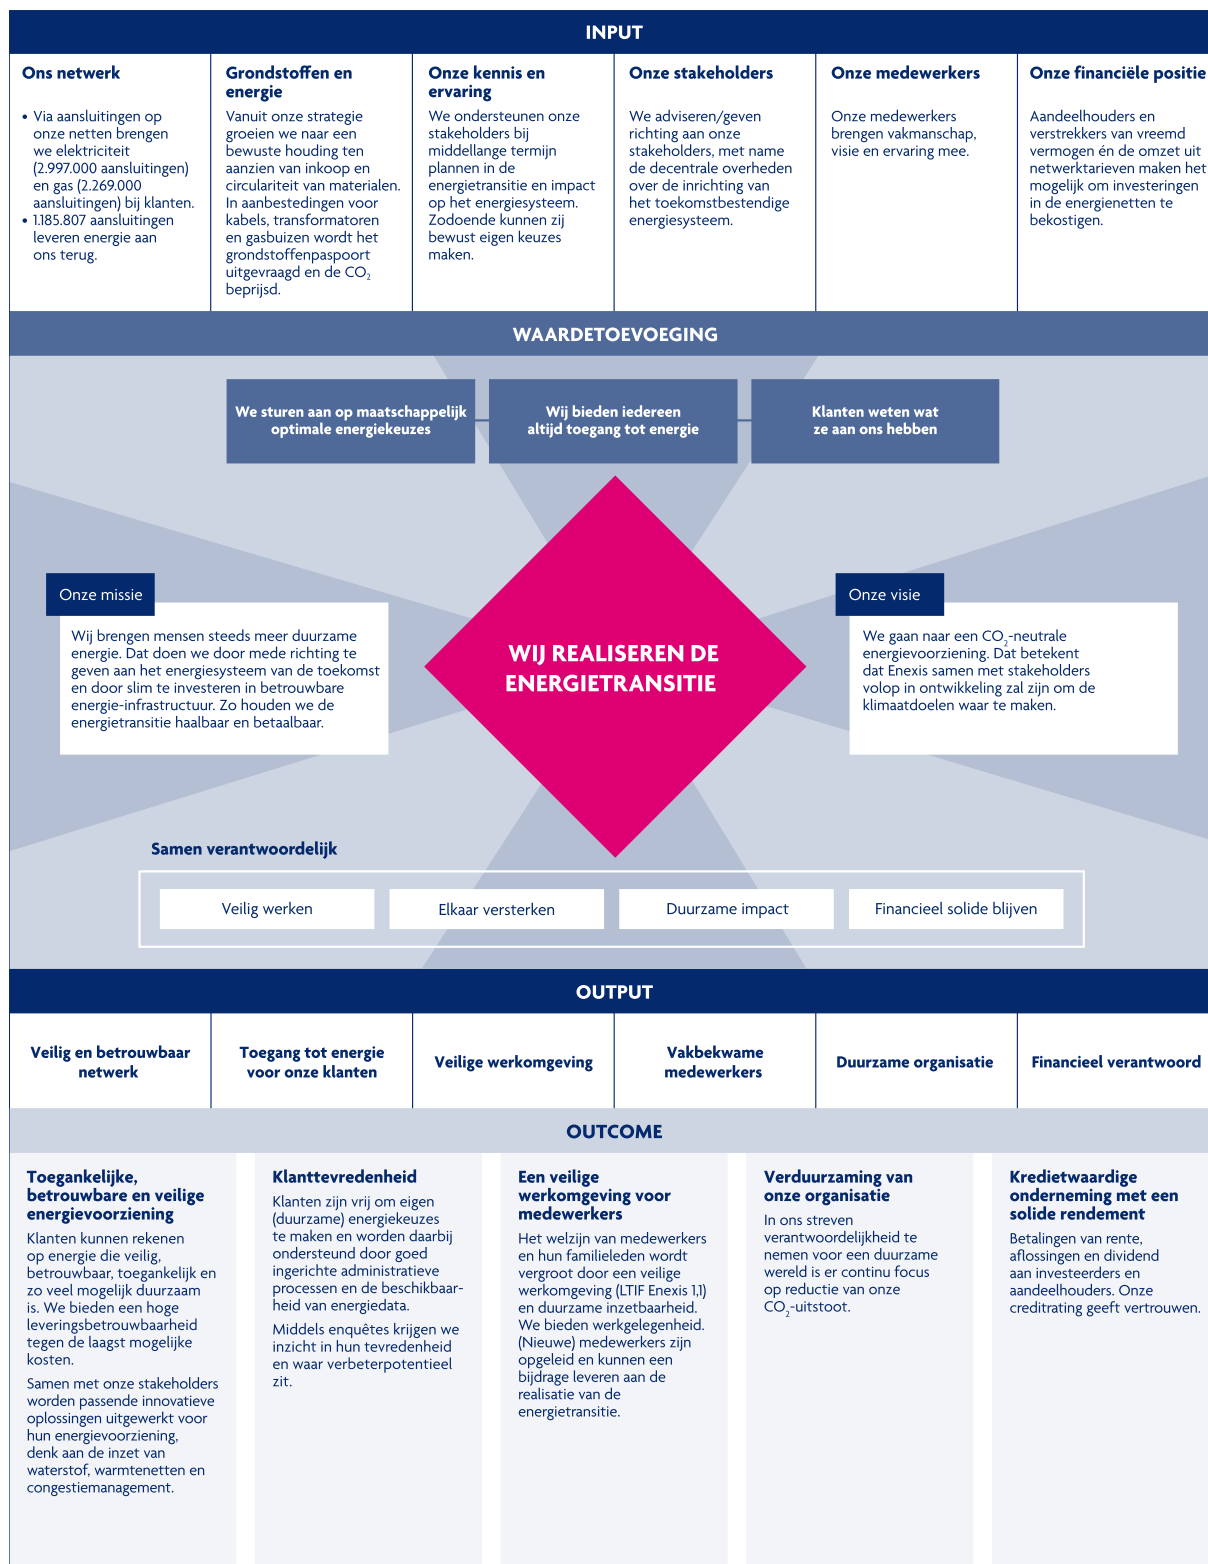 INPUT
Ons netwerk
• Via aansluitingen op
onze netten brengen
we elektriciteit
(2.997.000 aansluitingen)
en gas (2.269.000
aansluitingen) bij klanten.
• 1.185.807 aansluitingen
leveren energie aan
ons terug.
Grondstoffen en
energie
Vanuit onze strategie
groeien we naar een
bewuste houding ten
aanzien van inkoop en
circulariteit van materialen.
In aanbestedingen voor
kabels, transformatoren
en gasbuizen wordt het
grondstoffenpaspoort
uitgevraagd en de CO₂
beprijsd.
Onze kennis en
ervaring
We ondersteunen onze
stakeholders bij
middellange termijn
plannen in de
energietransitie en impact
op het energiesysteem.
Zodoende kunnen zij
bewust eigen keuzes
maken.
Onze stakeholders
We adviseren/geven
richting aan onze
stakeholders, met name
de decentrale overheden
over de inrichting van
het toekomstbestendige
energiesysteem.
Onze medewerkers
Onze medewerkers
brengen vakmanschap,
visie en ervaring mee.
Onze financiële positie
Aandeelhouders en
verstrekkers van vreemd
vermogen én de omzet uit
netwerktarieven maken het
mogelijk om investeringen
in de energienetten te
bekostigen.
WAARDETOEVOEGING
We sturen aan op maatschappelijk
optimale energiekeuzes
Wij bieden iedereen
altijd toegang tot energie
Klanten weten wat
ze aan ons hebben
Onze missie
Wij brengen mensen steeds meer duurzame
energie. Dat doen we door mede richting te
geven aan het energiesysteem van de toekomst
en door slim te investeren in betrouwbare
energie-infrastructuur. Zo houden we de
energietransitie haalbaar en betaalbaar.
WIJ REALISEREN DE
ENERGIETRANSITIE
Onze visie
We gaan naar een CO₂-neutrale
energievoorziening. Dat betekent
dat Enexis samen met stakeholders
volop in ontwikkeling zal zijn om de
klimaatdoelen waar te maken.
Samen verantwoordelijk
Veilig werken
Elkaar versterken
Duurzame impact
Financieel solide blijven
OUTPUT
Veilig en betrouwbaar
netwerk
Toegang tot energie
voor onze klanten
Veilige werkomgeving
Vakbekwame
medewerkers
Duurzame organisatie
Financieel verantwoord
OUTCOME
Toegankelijke,
betrouwbare en veilige
energievoorziening
Klanten kunnen rekenen
op energie die veilig,
betrouwbaar, toegankelijk en
zo veel mogelijk duurzaam
is. We bieden een hoge
leveringsbetrouwbaarheid
tegen de laagst mogelijke
kosten.
Samen met onze stakeholders
worden passende innovatieve
oplossingen uitgewerkt voor
hun energievoorziening,
denk aan de inzet van
waterstof, warmtenetten en
congestiemanagement.
Klanttevredenheid
Klanten zijn vrij om eigen
(duurzame) energiekeuzes
te maken en worden daarbij
ondersteund door goed
ingerichte administratieve
processen en de beschikbaar-
heid van energiedata.
Middels enquêtes krijgen we
inzicht in hun tevredenheid
en waar verbeterpotentieel
zit.
Een veilige
werkomgeving voor
medewerkers
Het welzijn van medewerkers
en hun familieleden wordt
vergroot door een veilige
werkomgeving (LTIF Enexis 1,1)
en duurzame inzetbaarheid.
We bieden werkgelegenheid.
(Nieuwe) medewerkers zijn
opgeleid en kunnen een
bijdrage leveren aan de
realisatie van de
energietransitie.
Verduurzaming van
onze organisatie
In ons streven
verantwoordelijkheid te
nemen voor een duurzame
wereld is er continu focus
op reductie van onze
CO₂-uitstoot.
Kredietwaardige
onderneming met een
solide rendement
Betalingen van rente,
aflossingen en dividend
aan investeerders en
aandeelhouders. Onze
creditrating geeft vertrouwen.